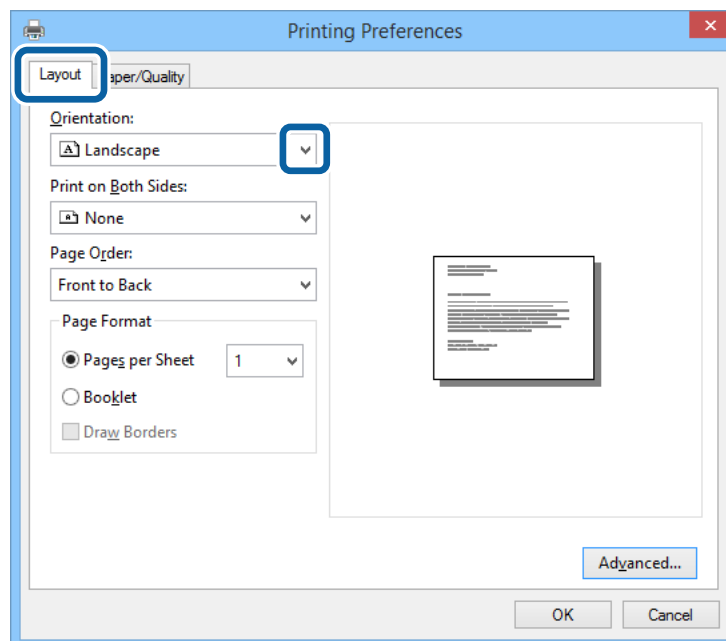 Printing Preferences
Layout
aper/Quality
Orientation:
Landscape
Print on Both Sides:
None
Page Order:
Front to Back
Page Format
Pages per Sheet 1
Booklet
Draw Borders
Advanced...
OK Cancel